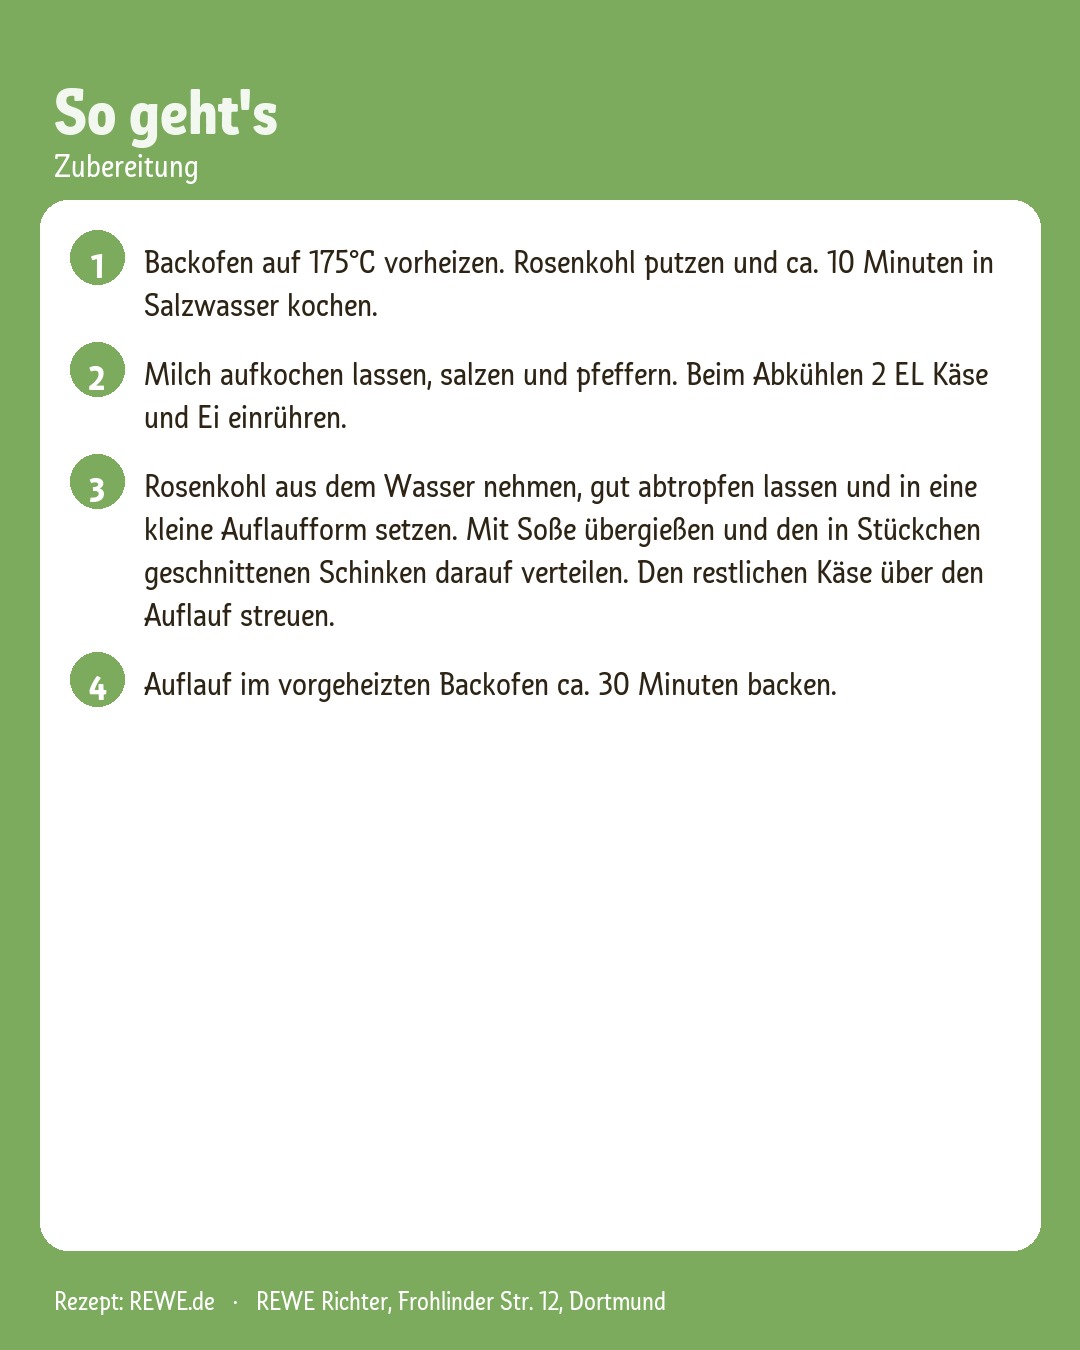 So geht's
Zubereitung
1 Backofen auf 175°C vorheizen. Rosenkohl putzen und ca. 10 Minuten in
Salzwasser kochen.
2 Milch aufkochen lassen, salzen und pfeffern. Beim Abkühlen 2 EL Käse
und Ei einrühren.
3 Rosenkohl aus dem Wasser nehmen, gut abtropfen lassen und in eine
kleine Auflaufform setzen. Mit Soße übergießen und den in Stückchen
geschnittenen Schinken darauf verteilen. Den restlichen Käse über den
Auflauf streuen.
4 Auflauf im vorgeheizten Backofen ca. 30 Minuten backen.
Rezept: REWE.de · REWE Richter, Frohlinder Str. 12, Dortmund